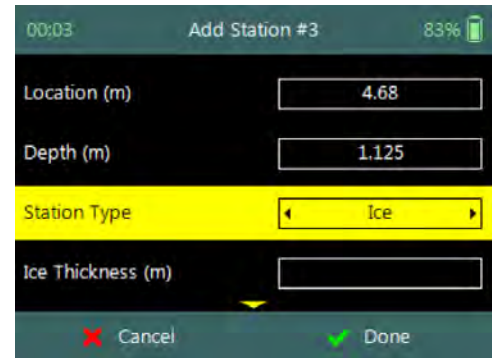 00:03 Add Station #3 83%
Location (m) 4.68
Depth (m) 1.125
Station Type Ice
Ice Thickness (m)
Cancel Done